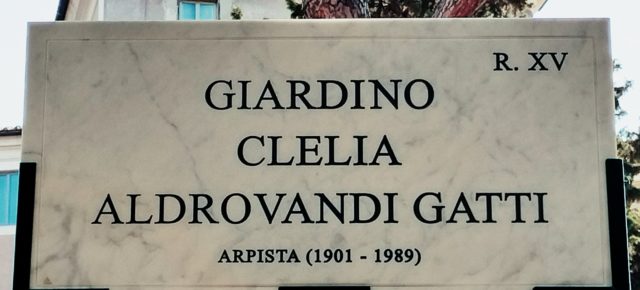 R. XV
GIARDINO
CLELIA
ALDROVANDI GATTI
ARPISTA (1901 - 1989)